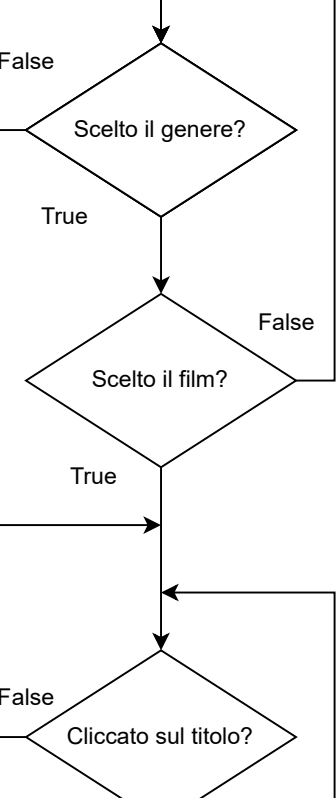 False
Scelto il genere?
True
False
Scelto il film?
True
False
Cliccato sul titolo?